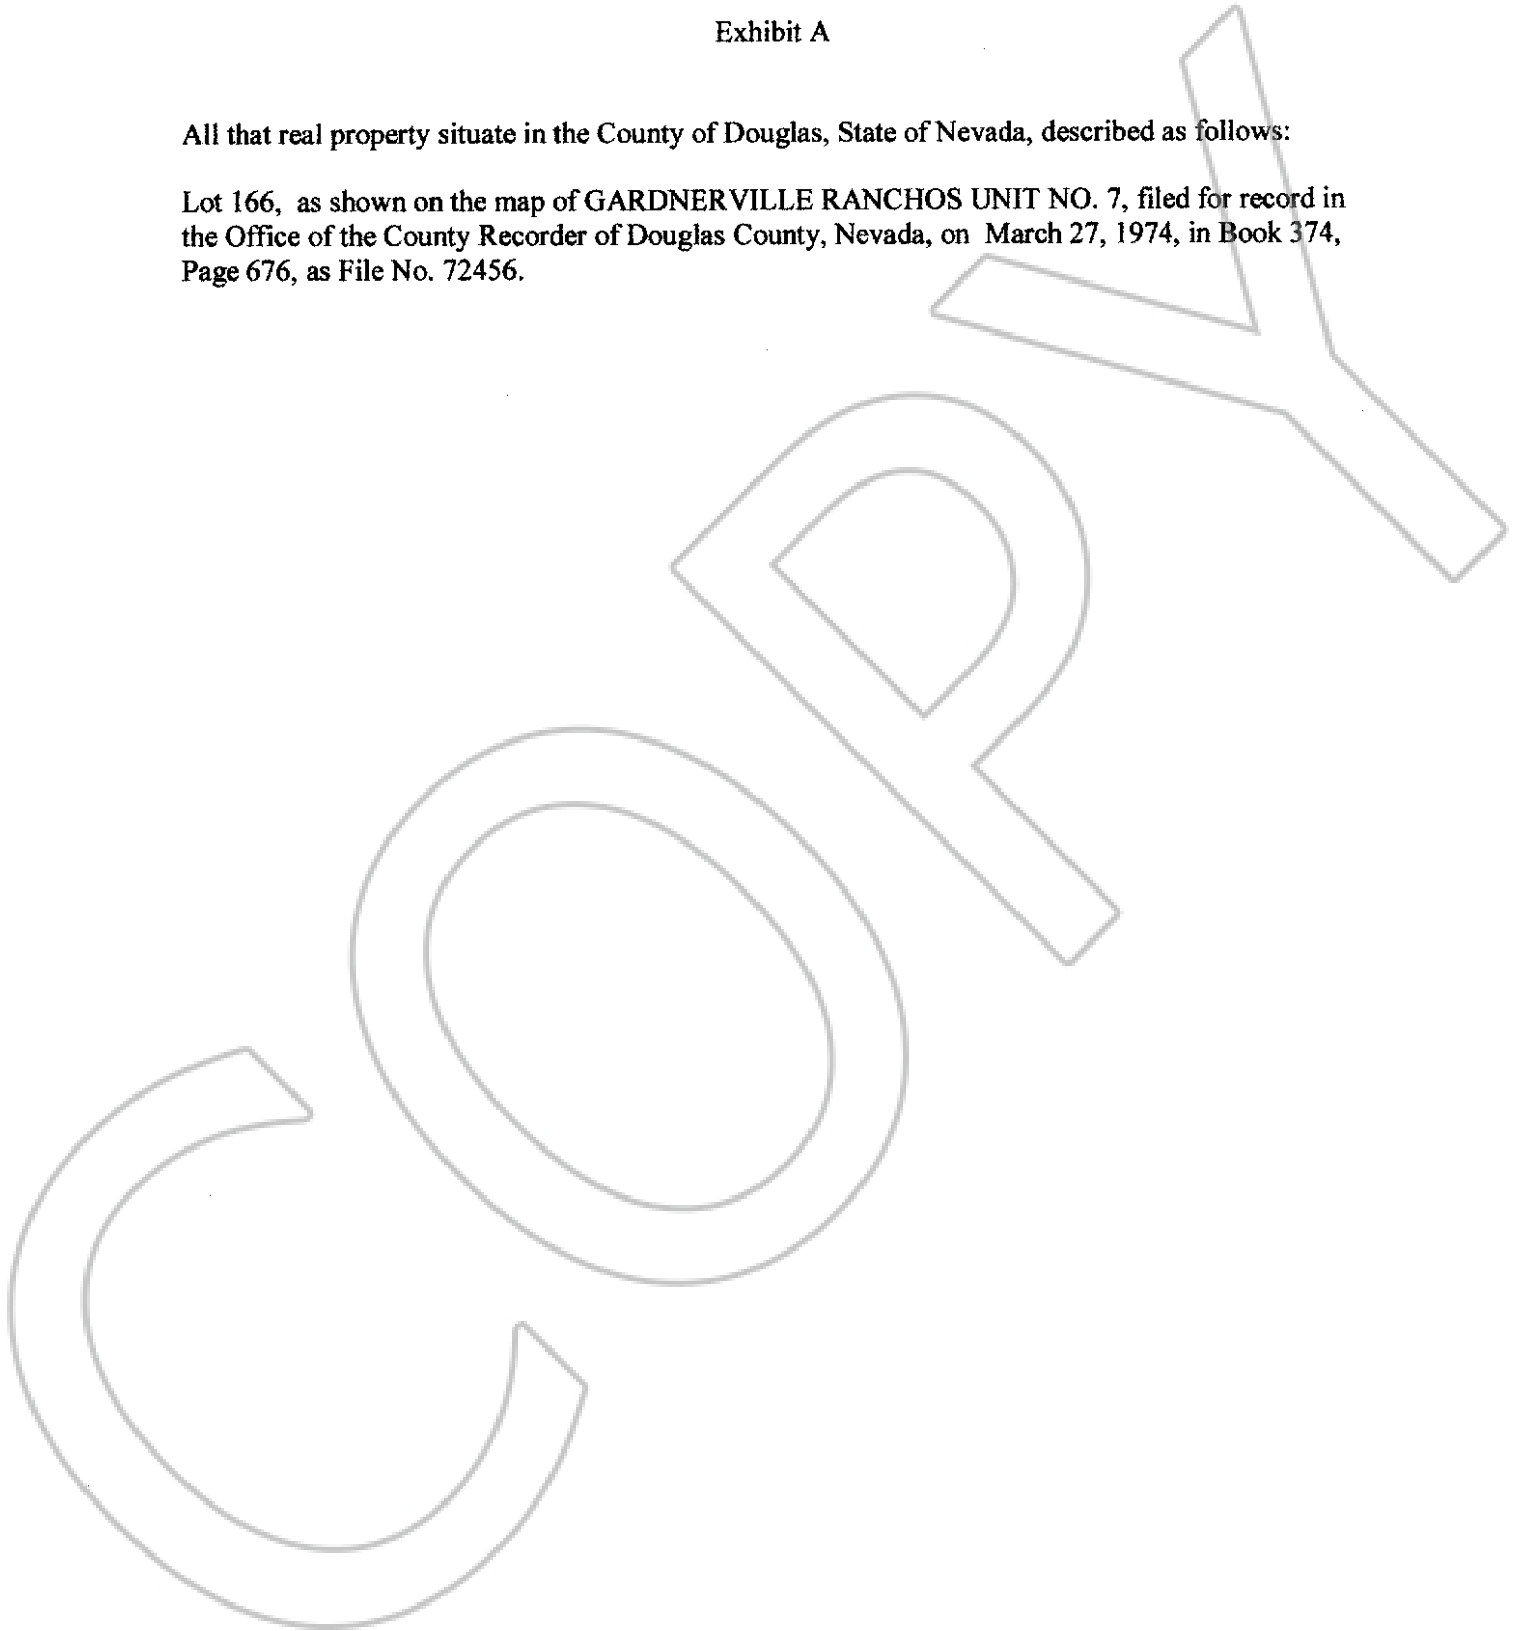 Exhibit A
All that real property situate in the County of Douglas, State of Nevada, described as follows:
Lot 166, as shown on the map of GARDNERVILLE RANCHOS UNIT NO. 7, filed for record in
the Office of the County Recorder of Douglas County, Nevada, on March 27, 1974, in Book 374,
Page 676, as File No. 72456.
COPY